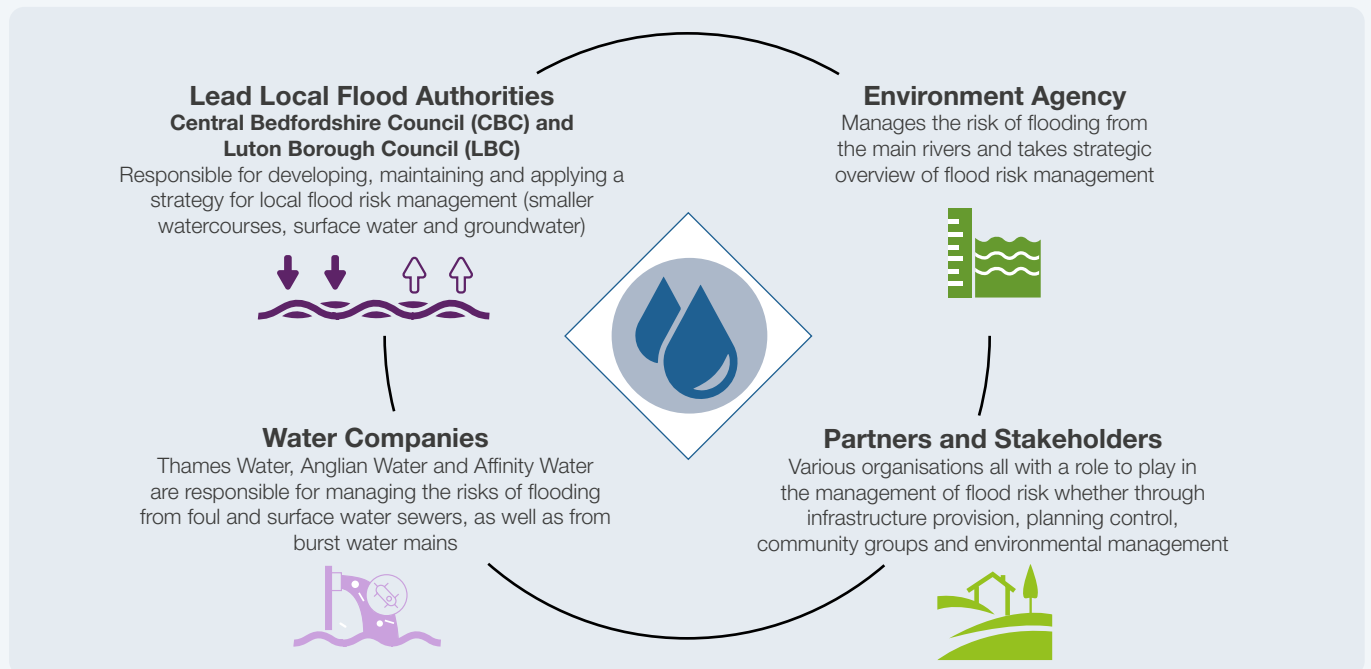 Lead Local Flood Authorities
Central Bedfordshire Council (CBC) and
Luton Borough Council (LBC)
Responsible for developing, maintaining and applying a
strategy for local flood risk management (smaller
watercourses, surface water and groundwater)
Environment Agency
Manages the risk of flooding from
the main rivers and takes strategic
overview of flood risk management
Water Companies
Thames Water, Anglian Water and Affinity Water
are responsible for managing the risks of flooding
from foul and surface water sewers, as well as from
burst water mains
Partners and Stakeholders
Various organisations all with a role to play in
the management of flood risk whether through
infrastructure provision, planning control,
community groups and environmental management